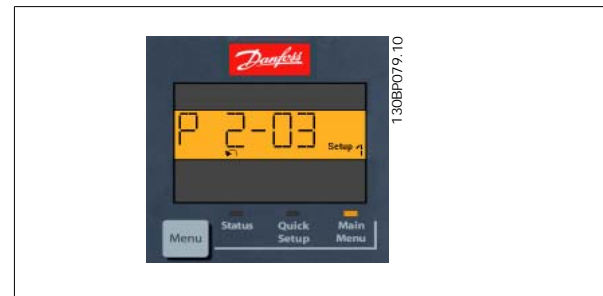 Danfoss
P 2-03
Setup 1
Status
Quick Setup
Main Menu
Menu
130BP079.10